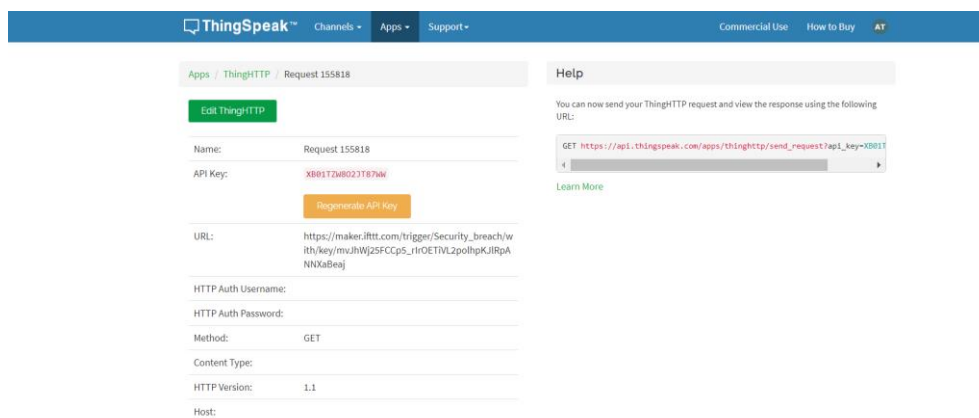 ThingSpeak™ Channels Apps Support Commercial Use How to Buy AT
Apps / ThingHTTP / Request 155818
Edit ThingHTTP
Name: Request 155818
API Key: XB01TZW8O2JT87WW
Regenerate API Key
URL: https://maker.ifttt.com/trigger/Security_breach/w
ith/key/mvJhWj25FCCp5_rIrOETiVL2polhpKJlRpA
NNXaBeaj
HTTP Auth Username:
HTTP Auth Password:
Method: GET
Content Type:
HTTP Version: 1.1
Host:
Help
You can now send your ThingHTTP request and view the response using the following
URL:
GET https://api.thingspeak.com/apps/thinghttp/send_request?api_key=XB01T
Learn More